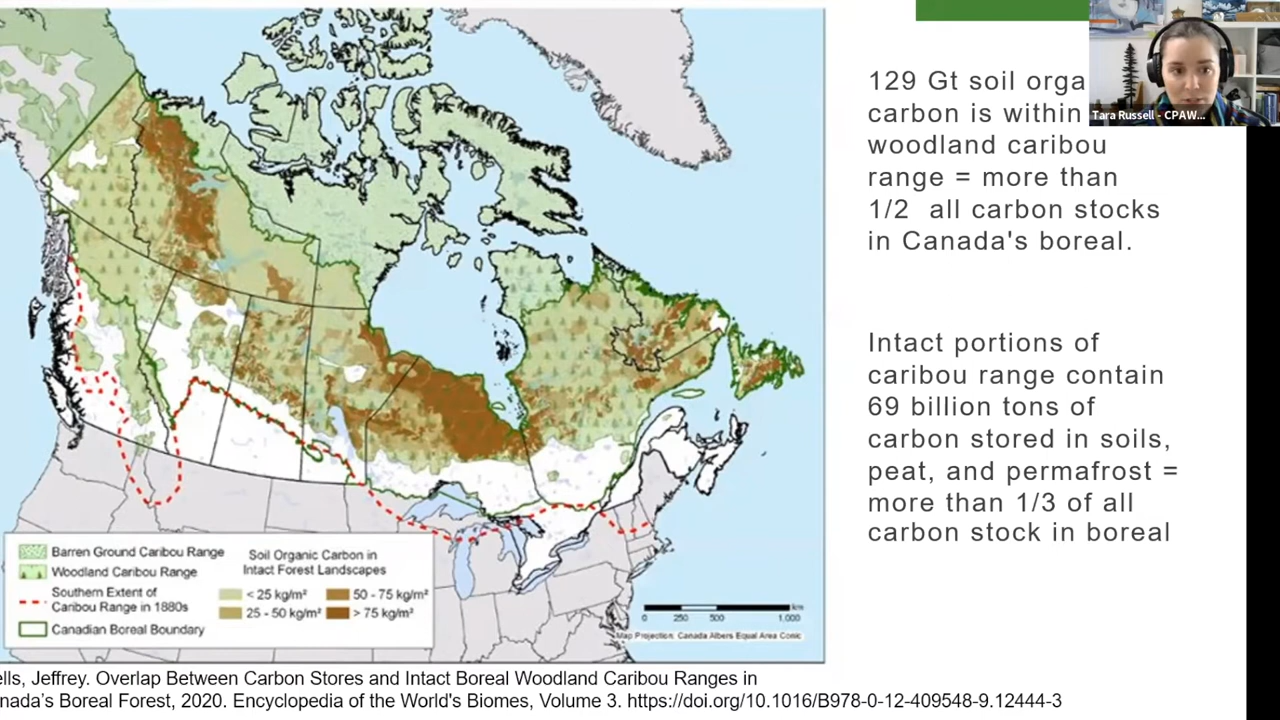 129 Gt soil orga
carbon is within
woodland caribou
range = more than
1/2 all carbon stocks
in Canada's boreal.
Intact portions of
caribou range contain
69 billion tons of
carbon stored in soils,
peat, and permafrost =
more than 1/3 of all
carbon stock in boreal
Tara Russell - CPAW...
Barren Ground Caribou Range
Woodland Caribou Range
Southern Extent of
Caribou Range in 1880s
Canadian Boreal Boundary
Soil Organic Carbon in
Intact Forest Landscapes
< 25 kg/m²
25 - 50 kg/m²
50 - 75 kg/m²
> 75 kg/m²
km
0 250 500 1,000
Map Projection: Canada Albers Equal Area Conic
ells, Jeffrey. Overlap Between Carbon Stores and Intact Boreal Woodland Caribou Ranges in
nada's Boreal Forest, 2020. Encyclopedia of the World's Biomes, Volume 3. https://doi.org/10.1016/B978-0-12-409548-9.12444-3